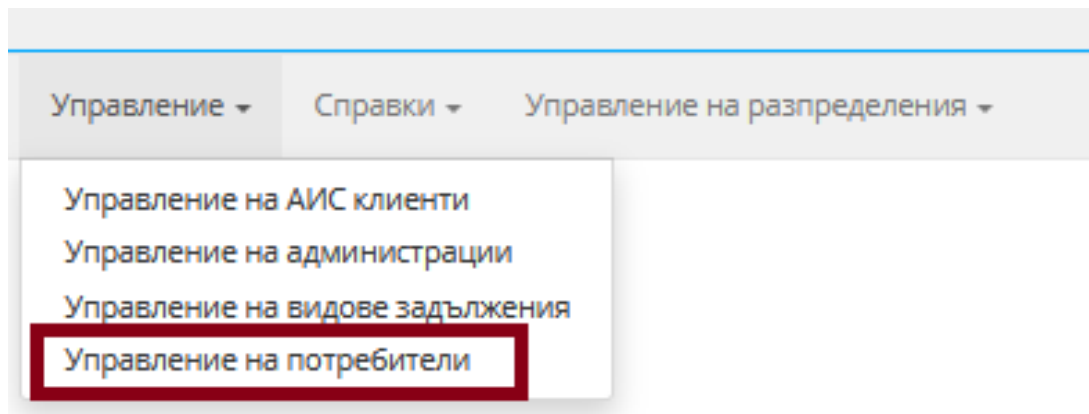 Управление Справки Управление на разпределения
Управление на АИС клиенти
Управление на администрации
Управление на видове задължения
Управление на потребители